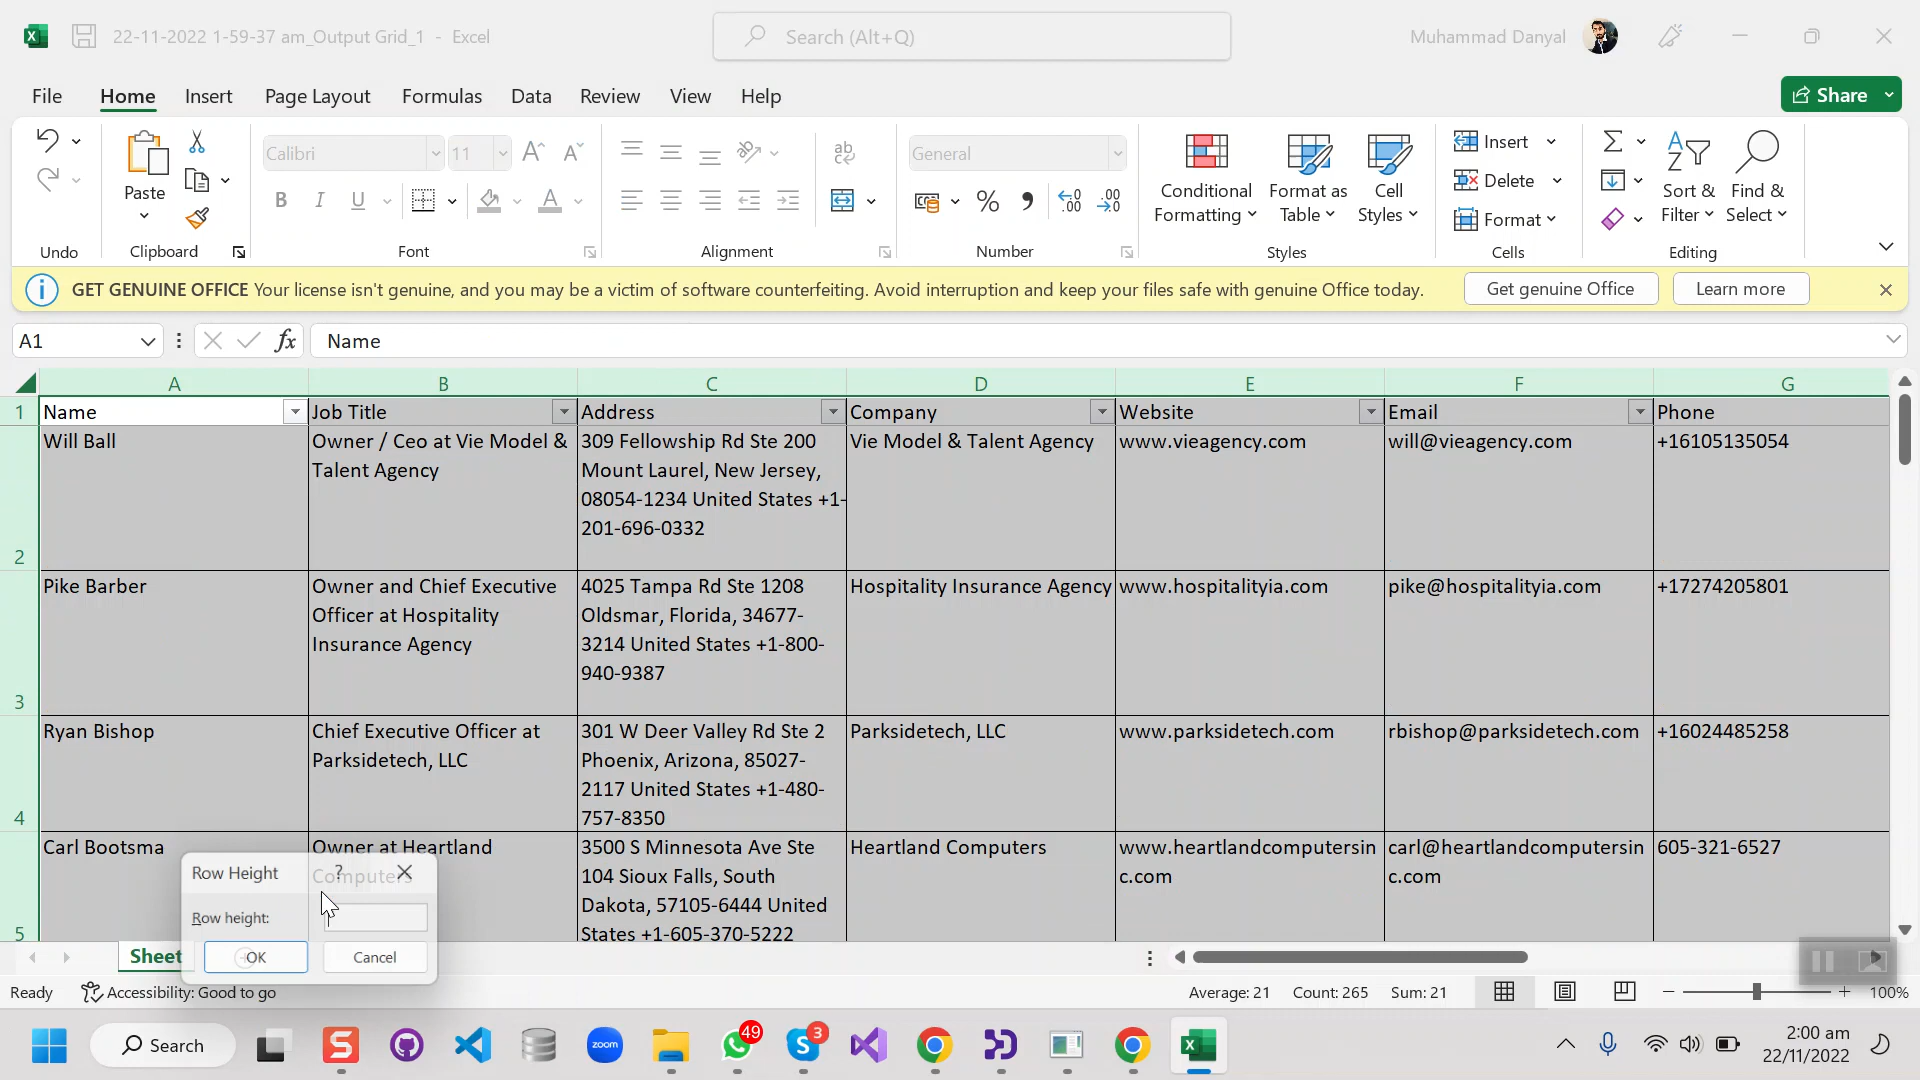 22-11-2022 1-59-37 am_Output Grid_1 - Excel
Search (Alt+Q)
Muhammad Danyal
File Home Insert Page Layout Formulas Data Review View Help
Share
Paste
Calibri
11
B I U
A
ab
General
%
Conditional
Formatting
Format as
Table
Cell
Styles
Insert
Delete
Format
Sort &
Filter
Find &
Select
Undo Clipboard Font Alignment Number Styles Cells Editing
GET GENUINE OFFICE Your license isn't genuine, and you may be a victim of software counterfeiting. Avoid interruption and keep your files safe with genuine Office today.
Get genuine Office
Learn more
A1
fx
Name
A B C D E F G
1 Name Job Title Address Company Website Email Phone
2
Will Ball
Owner / Ceo at Vie Model &
Talent Agency
309 Fellowship Rd Ste 200
Mount Laurel, New Jersey,
08054-1234 United States +1-
201-696-0332
Vie Model & Talent Agency
www.vieagency.com
will@vieagency.com
+16105135054
3
Pike Barber
Owner and Chief Executive
Officer at Hospitality
Insurance Agency
4025 Tampa Rd Ste 1208
Oldsmar, Florida, 34677-
3214 United States +1-800-
940-9387
Hospitality Insurance Agency
www.hospitalityia.com
pike@hospitalityia.com
+17274205801
4
Ryan Bishop
Chief Executive Officer at
Parksidetech, LLC
301 W Deer Valley Rd Ste 2
Phoenix, Arizona, 85027-
2117 United States +1-480-
757-8350
Parksidetech, LLC
www.parksidetech.com
rbishop@parksidetech.com
+16024485258
5
Carl Bootsma
Owner at Heartland
Computers
3500 S Minnesota Ave Ste
104 Sioux Falls, South
Dakota, 57105-6444 United
States +1-605-370-5222
Heartland Computers
www.heartlandcomputersin
c.com
carl@heartlandcomputersin
c.com
605-321-6527
Row Height ?
Row height:
OK
Cancel
Sheet
Ready
Accessibility: Good to go
Average: 21 Count: 265 Sum: 21
100%
Search
zoom
49
3
2:00 am
22/11/2022